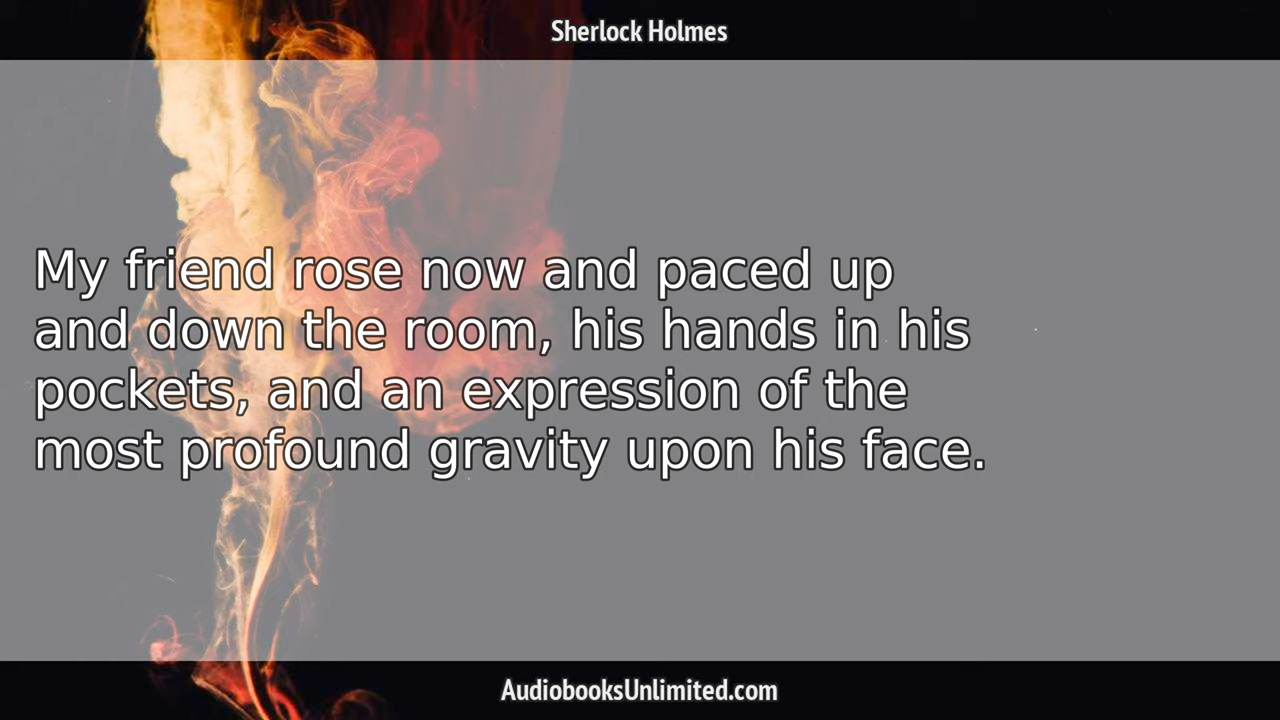 Sherlock Holmes
My friend rose now and paced up
and down the room, his hands in his
pockets, and an expression of the
most profound gravity upon his face.
AudiobooksUnlimited.com